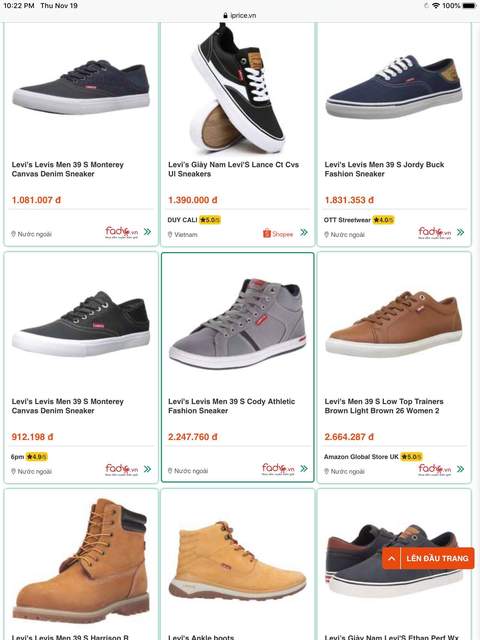 10:22 PM Thu Nov 19
100%
iprice.vn
Levi's Levis Men 39 S Monterey
Canvas Denim Sneaker
1.081.007 đ
Nước ngoài
fado.vn
Levi's Giày Nam Levi'S Lance Ct Cvs
Ul Sneakers
1.390.000 đ
DUY CALI 5.0/5
Vietnam
Shopee
Levi's Levis Men 39 S Jordy Buck
Fashion Sneaker
1.831.353 đ
OTT Streetwear 4.0/5
Nước ngoài
fado.vn
Levi's Levis Men 39 S Monterey
Canvas Denim Sneaker
912.198 đ
6pm 4.9/5
Nước ngoài
fado.vn
Levi's Levis Men 39 S Cody Athletic
Fashion Sneaker
2.247.760 đ
Nước ngoài
fado.vn
Levi's Men 39 S Low Top Trainers
Brown Light Brown 26 Women 2
2.664.287 đ
Amazon Global Store UK 5.0/5
Nước ngoài
fado.vn
LÊN ĐẦU TRANG
Levi's Levis Men 39 S Harrison R
Levi's Ankle boots
Levi's Giày Nam Levi'S Ethan Perf Wx